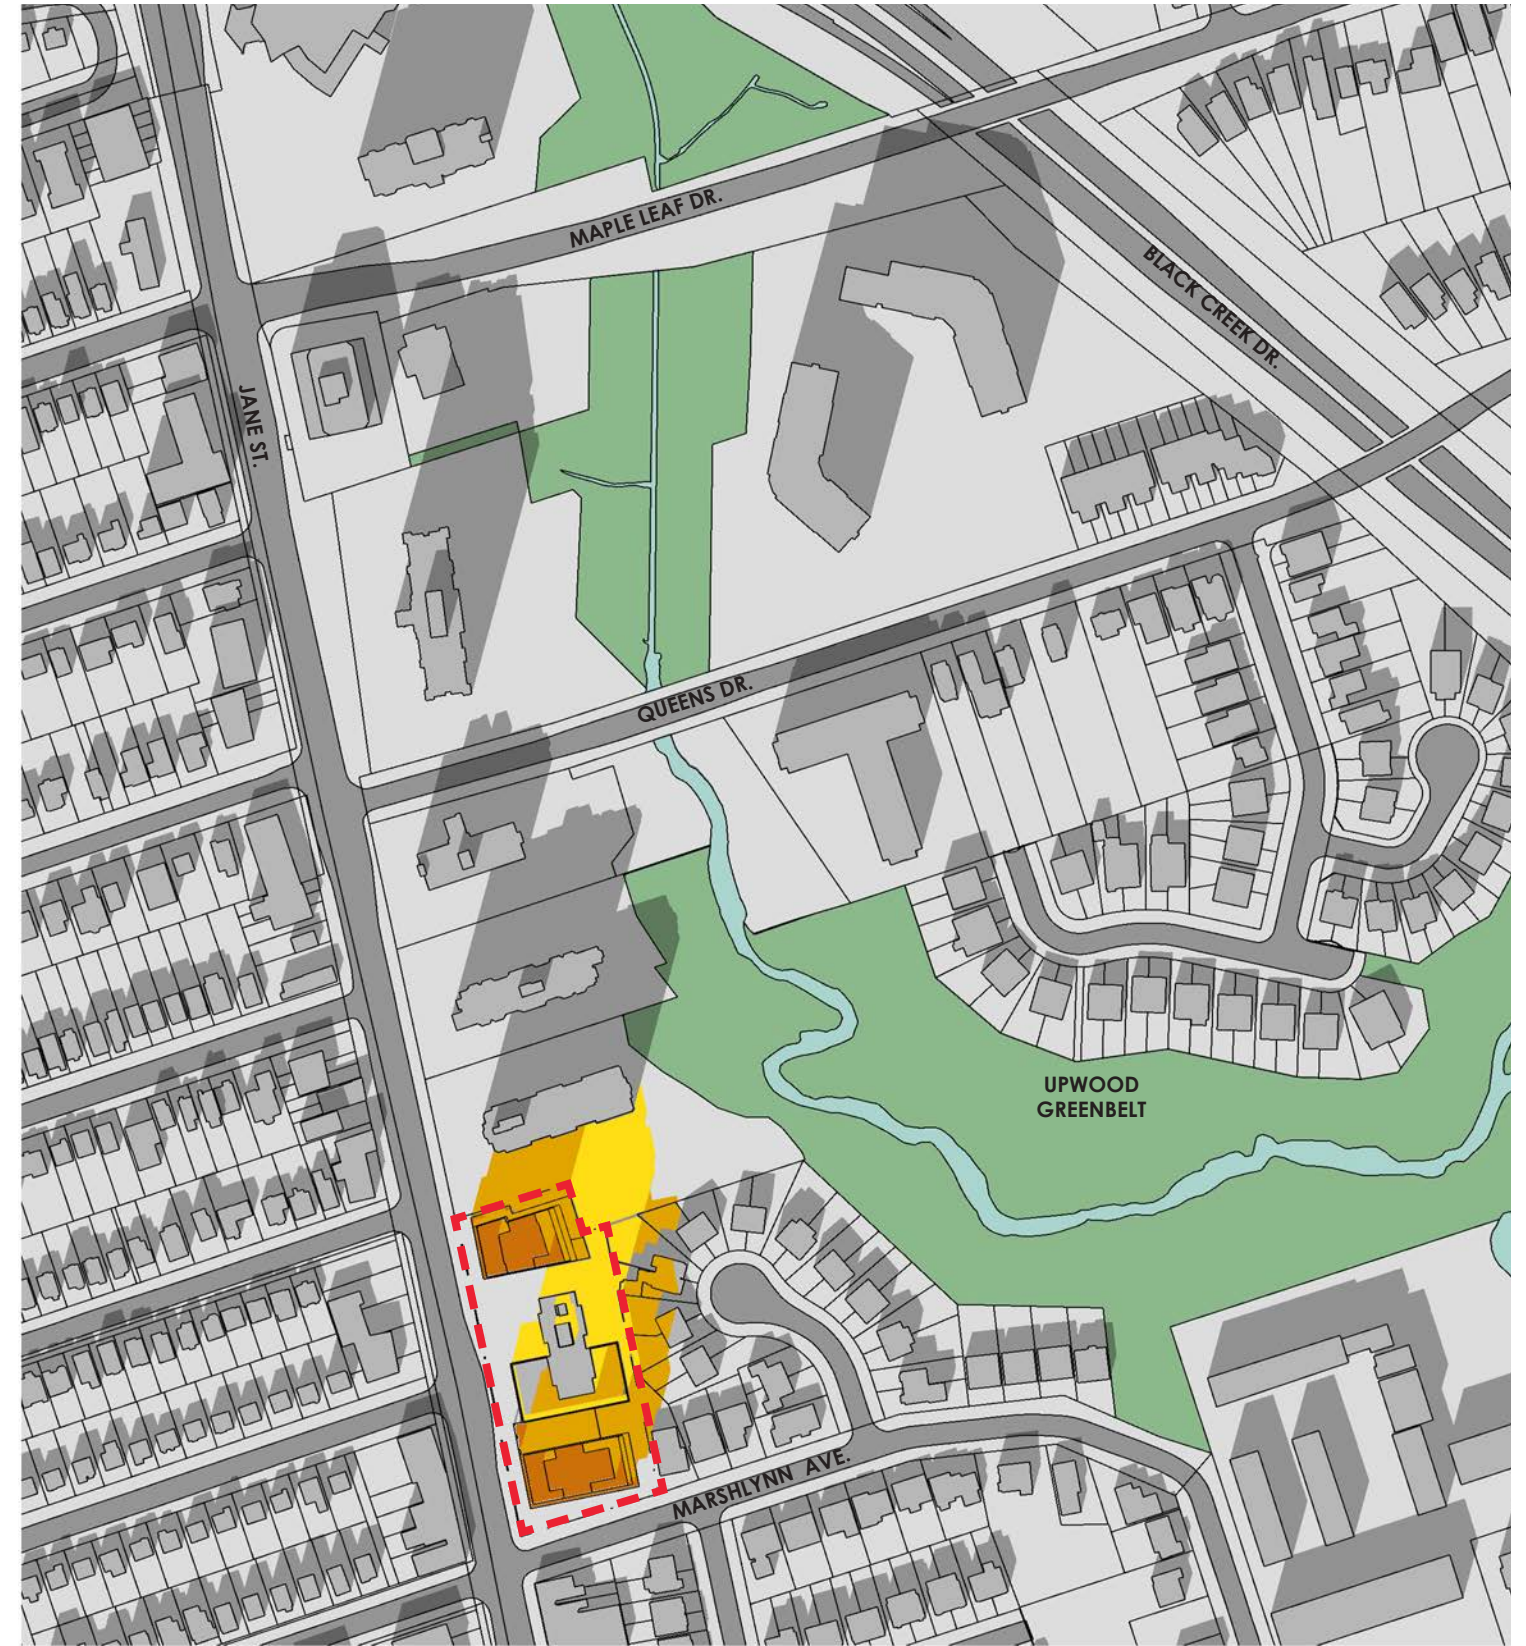 MAPLE LEAF DR.
BLACK CREEK DR.
JANE ST.
QUEENS DR.
UPWOOD
GREENBELT
MARSHLYNN AVE.